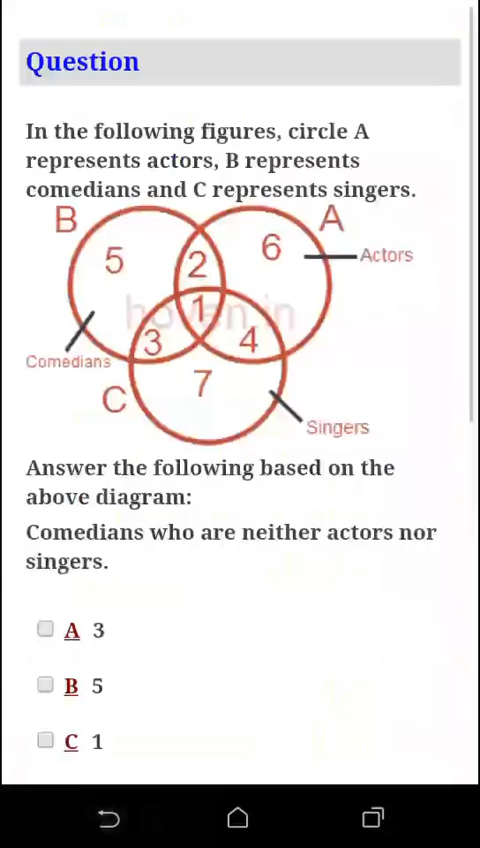 Question
In the following figures, circle A
represents actors, B represents
comedians and C represents singers.
B
A
5
2
6
Actors
hoven.in
1
3
4
Comedians
C
7
Singers
Answer the following based on the
above diagram:
Comedians who are neither actors nor
singers.
A 3
B 5
C 1